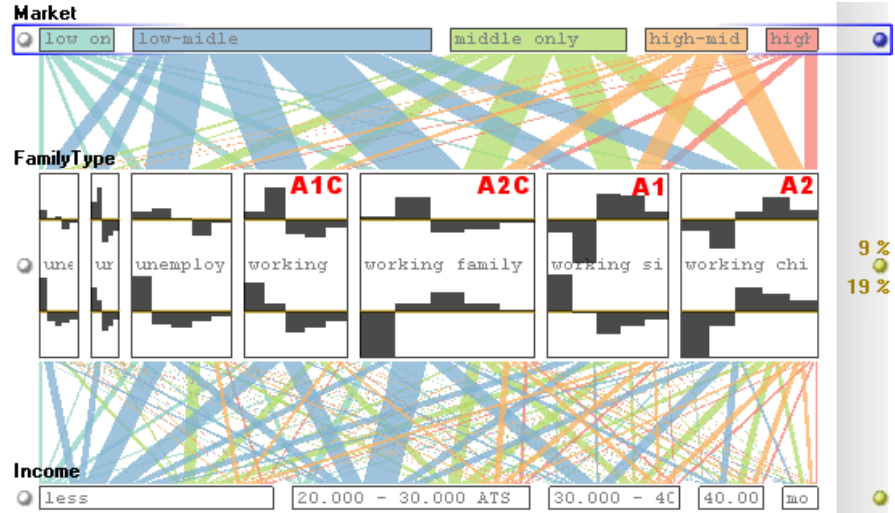 Market
low on low-midle middle only high-mid high
FamilyType
A1C A2C A1 A2
9 %
une ur unemploy working working family working si working chi
19 %
Income
less 20.000 - 30.000 ATS 30.000 - 40 40.00 mo